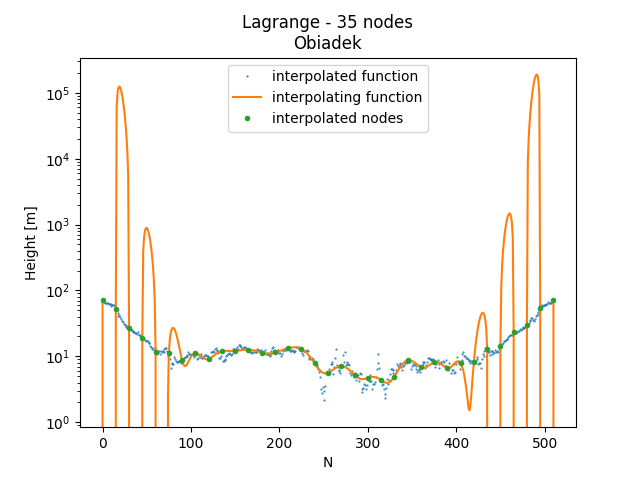 Lagrange - 35 nodes
Obiadek
interpolated function
interpolating function
interpolated nodes
Height [m]
10⁵
10⁴
10³
10²
10¹
10⁰
0 100 200 300 400 500
N